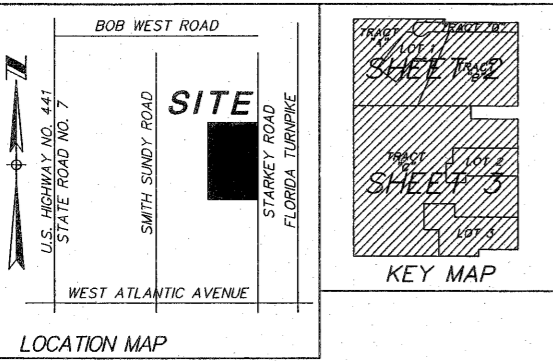 BOB WEST ROAD
N
U.S. HIGHWAY NO. 441
STATE ROAD NO. 7
SMITH SUNDY ROAD
SITE
STARKEY ROAD
FLORIDA TURNPIKE
WEST ATLANTIC AVENUE
LOCATION MAP
TRACT "A"
LOT 1
TRACT
SHEET 2
TRACT
TRACT "C"
LOT 2
SHEET 3
LOT 3
KEY MAP